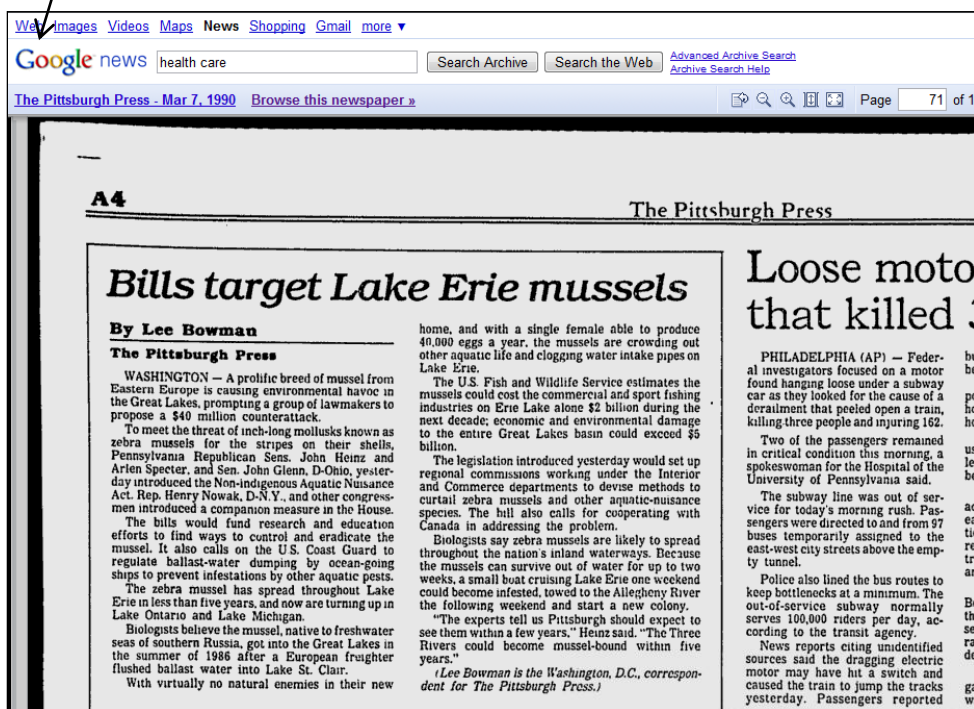 Web Images Videos Maps News Shopping Gmail more ▼
Google news health care Search Archive Search the Web Advanced Archive Search
Archive Search Help
The Pittsburgh Press - Mar 7, 1990 Browse this newspaper » Page 71 of 1
A4
The Pittsburgh Press
Bills target Lake Erie mussels
By Lee Bowman
The Pittsburgh Press
WASHINGTON — A prolific breed of mussel from
Eastern Europe is causing environmental havoc in
the Great Lakes, prompting a group of lawmakers to
propose a $40 million counterattack.
To meet the threat of inch-long mollusks known as
zebra mussels for the stripes on their shells,
Pennsylvania Republican Sens. John Heinz and
Arlen Specter, and Sen. John Glenn, D-Ohio, yester-
day introduced the Non-indigenous Aquatic Nuisance
Act. Rep. Henry Nowak, D-N.Y., and other congress-
men introduced a companion measure in the House.
The bills would fund research and education
efforts to find ways to control and eradicate the
mussel. It also calls on the U.S. Coast Guard to
regulate ballast-water dumping by ocean-going
ships to prevent infestations by other aquatic pests.
The zebra mussel has spread throughout Lake
Erie in less than five years, and now are turning up in
Lake Ontario and Lake Michigan.
Biologists believe the mussel, native to freshwater
seas of southern Russia, got into the Great Lakes in
the summer of 1986 after a European freighter
flushed ballast water into Lake St. Clair.
With virtually no natural enemies in their new
home, and with a single female able to produce
40,000 eggs a year, the mussels are crowding out
other aquatic life and clogging water intake pipes on
Lake Erie.
The U.S. Fish and Wildlife Service estimates the
mussels could cost the commercial and sport fishing
industries on Erie Lake alone $2 billion during the
next decade; economic and environmental damage
to the entire Great Lakes basin could exceed $5
billion.
The legislation introduced yesterday would set up
regional commissions working under the Interior
and Commerce departments to devise methods to
curtail zebra mussels and other aquatic-nuisance
species. The bill also calls for cooperating with
Canada in addressing the problem.
Biologists say zebra mussels are likely to spread
throughout the nation's inland waterways. Because
the mussels can survive out of water for up to two
weeks, a small boat cruising Lake Erie one weekend
could become infested, towed to the Allegheny River
the following weekend and start a new colony.
"The experts tell us Pittsburgh should expect to
see them within a few years," Heinz said. "The Three
Rivers could become mussel-bound within five
years."
(Lee Bowman is the Washington, D.C., correspon-
dent for The Pittsburgh Press.)
Loose moto
that killed
PHILADELPHIA (AP) — Feder-
al investigators focused on a motor
found hanging loose under a subway
car as they looked for the cause of a
derailment that peeled open a train,
killing three people and injuring 162.
Two of the passengers remained
in critical condition this morning, a
spokeswoman for the Hospital of the
University of Pennsylvania said.
The subway line was out of ser-
vice for today's morning rush. Pas-
sengers were directed to and from 97
buses temporarily assigned to the
east-west city streets above the emp-
ty tunnel.
Police also lined the bus routes to
keep bottlenecks at a minimum. The
out-of-service subway normally
serves 100,000 riders per day, ac-
cording to the transit agency.
News reports citing unidentified
sources said the dragging electric
motor may have hit a switch and
caused the train to jump the tracks
yesterday. Passengers reported